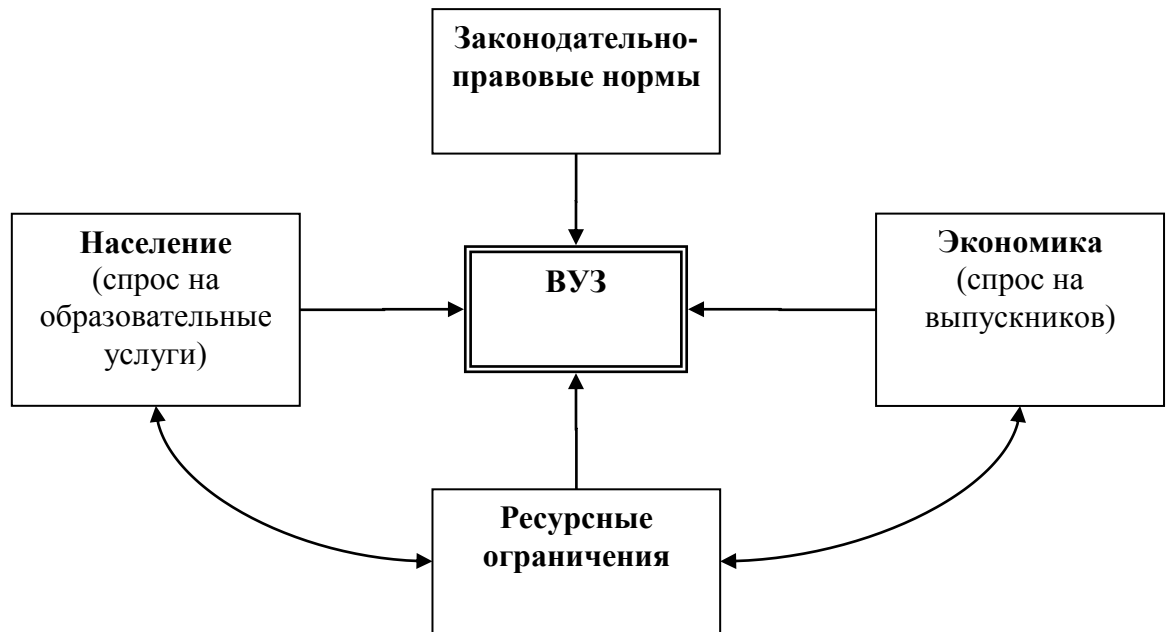 Законодательно-
правовые нормы
Население
(спрос на
образовательные
услуги)
ВУЗ
Экономика
(спрос на
выпускников)
Ресурсные
ограничения